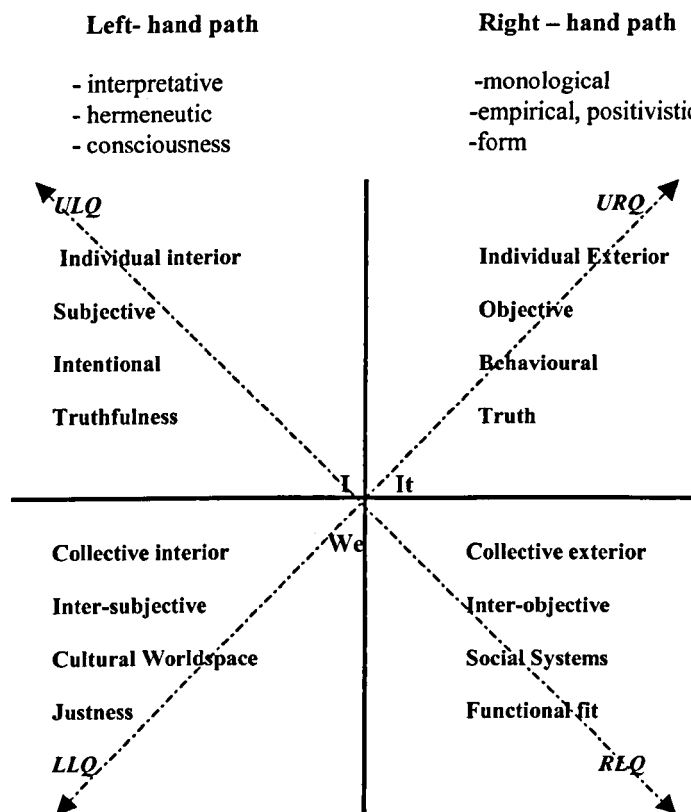 Left- hand path
- interpretative
- hermeneutic
- consciousness
Right – hand path
-monological
-empirical, positivistic
-form
ULQ
Individual interior
Subjective
Intentional
Truthfulness
URQ
Individual Exterior
Objective
Behavioural
Truth
I
It
We
Collective interior
Inter-subjective
Cultural Worldspace
Justness
LLQ
Collective exterior
Inter-objective
Social Systems
Functional fit
RLQ